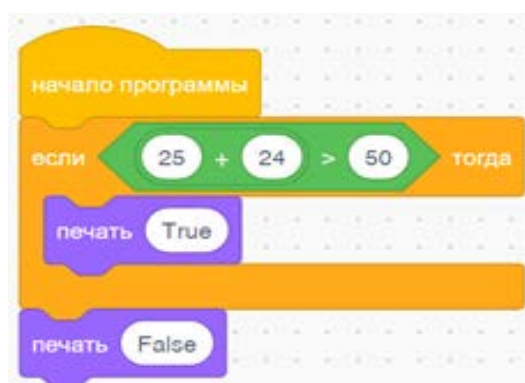 начало программы
если 25 + 24 > 50 тогда
печать True
печать False